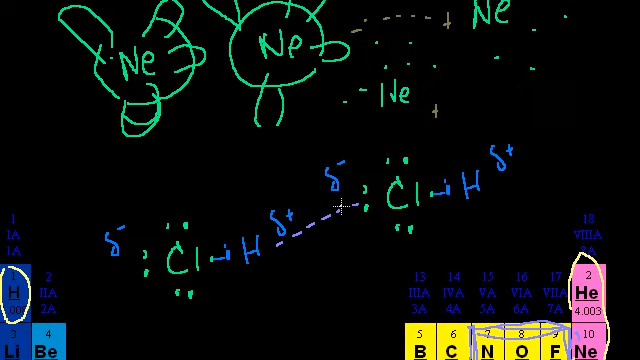 Ne
Ne
Ne
Ne
+
+
δ⁻ :Cl-H δ⁺
δ⁻ :Cl-H δ⁺
1 18
IA VIIIA
1A 8A
1 2 13 14 15 16 17 2
H IIA IIIA IVA VA VIA VIIA He
2A 3A 4A 5A 6A 7A 4.003
3 4 5 6 7 8 9 10
Li Be B C N O F Ne